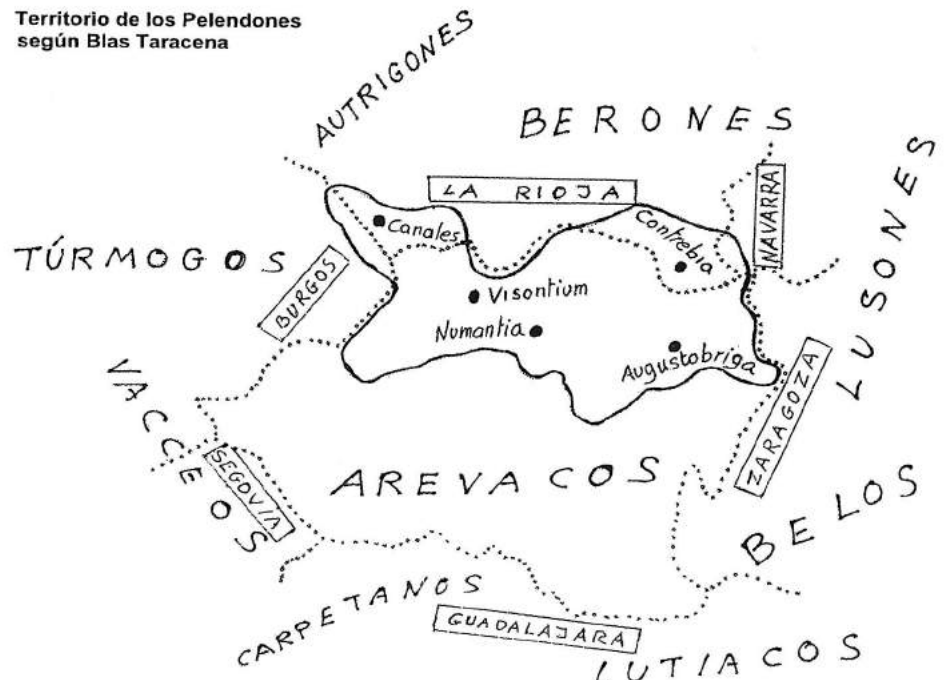 Territorio de los Pelendones
según Blas Taracena
AUTRIGONES
BERONES
LA RIOJA
NAVARRA
LUSONES
Canales
Contrebia
TÚRMOGOS
BURGOS
Visontium
Numantia
Augustobriga
ZARAGOZA
VACCEOS
SEGOVIA
AREVACOS
BELOS
CARPETANOS
GUADALAJARA
LUTIACOS